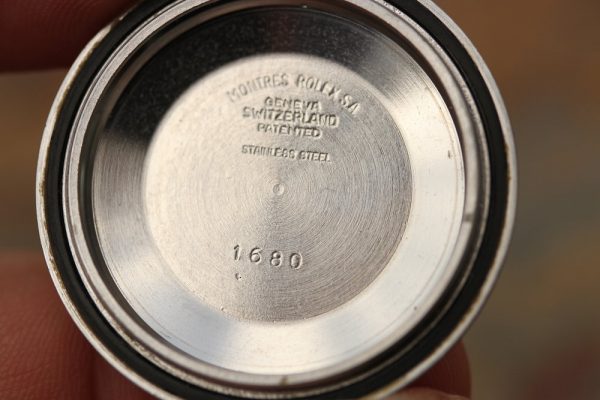 MONTRES ROLEX·SA
GENEVA
SWITZERLAND
PATENTED
STAINLESS STEEL
1680